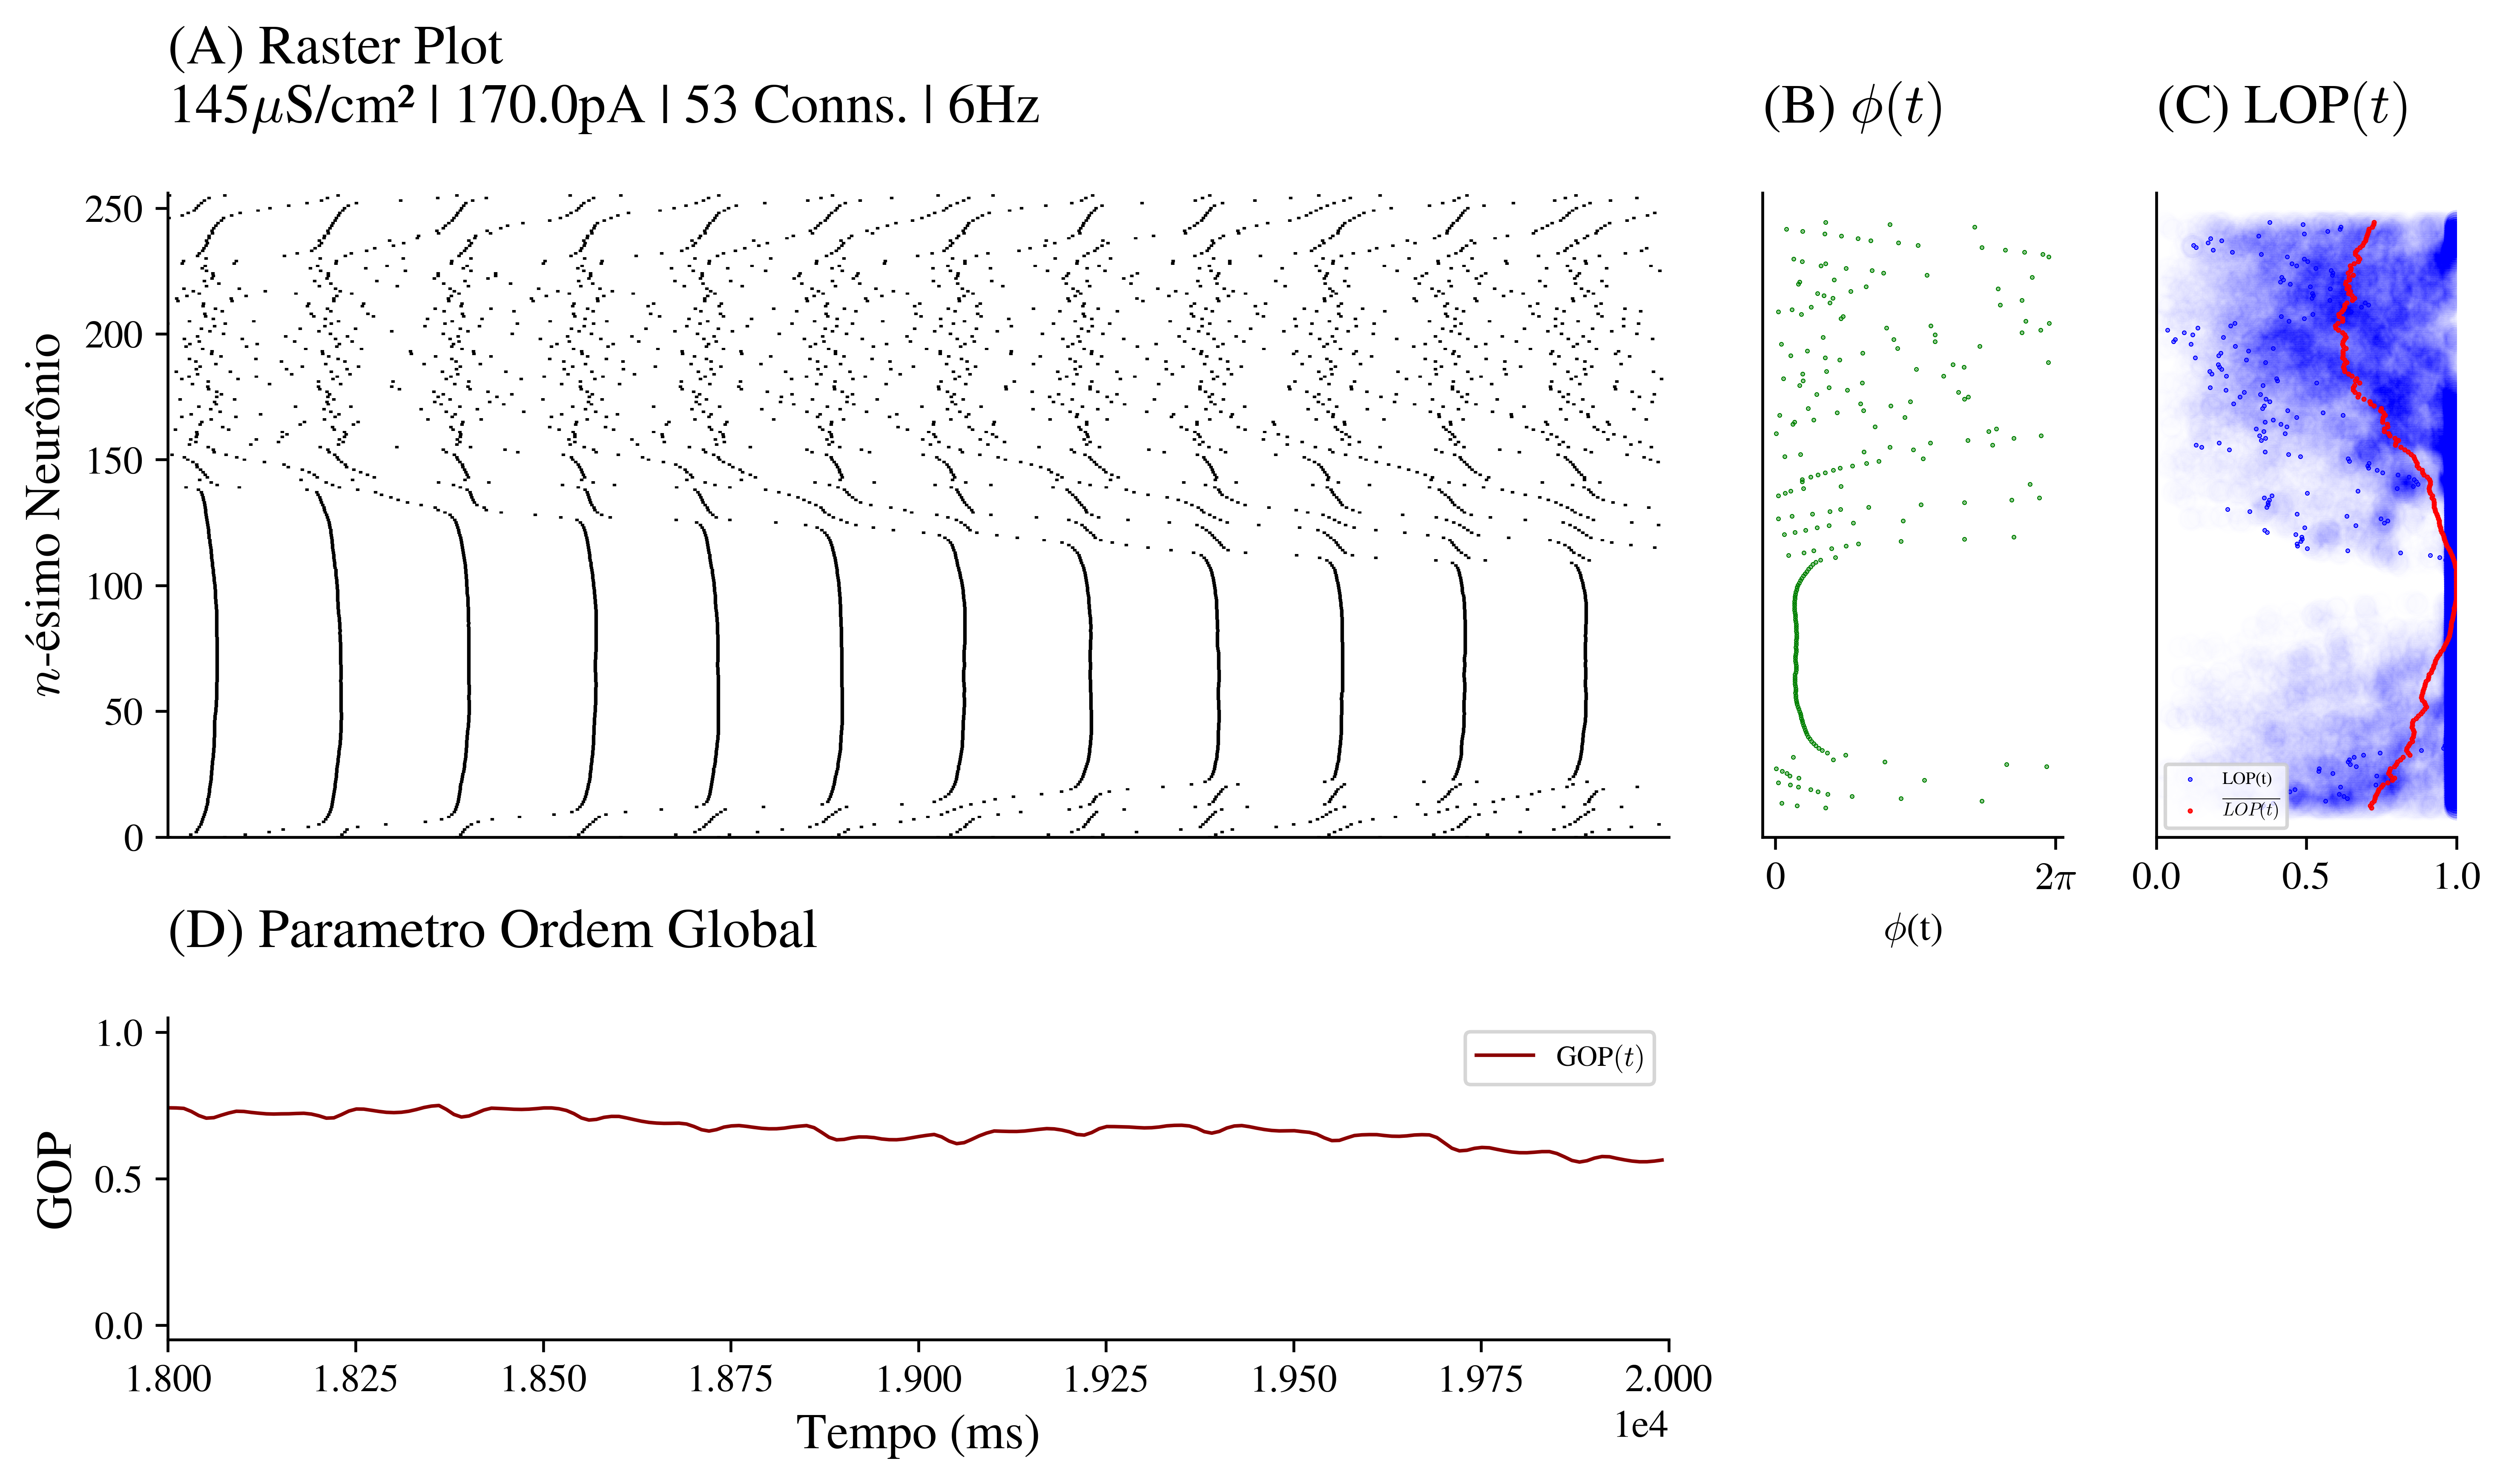 (A) Raster Plot
145μS/cm² | 170.0pA | 53 Conns. | 6Hz
(B) ϕ(t)
(C) LOP(t)
n-ésimo Neurônio
250
200
150
100
50
0
0
2π
ϕ(t)
LOP(t)
LOP(t)
0.0
0.5
1.0
(D) Parametro Ordem Global
GOP
1.0
0.5
0.0
GOP(t)
1.800
1.825
1.850
1.875
1.900
1.925
1.950
1.975
2.000
Tempo (ms)
1e4